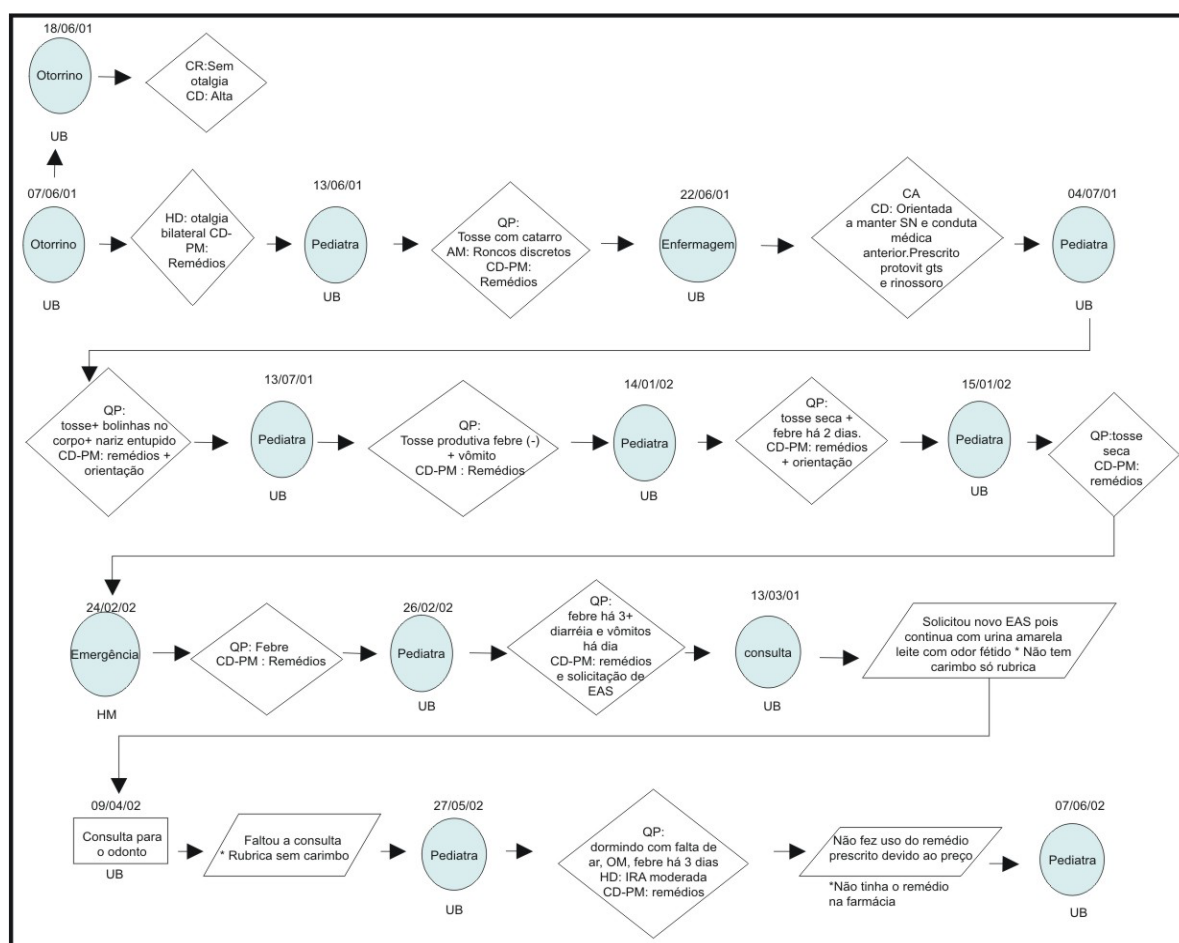 18/06/01
Otorrino
UB
CR:Sem
otalgia
CD: Alta
07/06/01
Otorrino
UB
HD: otalgia
bilateral CD-
PM:
Remédios
13/06/01
Pediatra
UB
QP:
Tosse com catarro
AM: Roncos discretos
CD-PM:
Remédios
22/06/01
Enfermagem
UB
CA
CD: Orientada
a manter SN e conduta
médica
anterior.Prescrito
protovit gts
e rinossoro
04/07/01
Pediatra
UB
QP:
tosse+ bolinhas no
corpo+ nariz entupido
CD-PM: remédios +
orientação
13/07/01
Pediatra
UB
QP:
Tosse produtiva febre (-)
+ vômito
CD-PM : Remédios
14/01/02
Pediatra
UB
QP:
tosse seca +
febre há 2 dias.
CD-PM: remédios
+ orientação
15/01/02
Pediatra
UB
QP:tosse
seca
CD-PM:
remédios
24/02/02
Emergência
HM
QP: Febre
CD-PM : Remédios
26/02/02
Pediatra
UB
QP:
febre há 3+
diarréia e vômitos
há dia
CD-PM: remédios
e solicitação de
EAS
13/03/01
consulta
UB
Solicitou novo EAS pois
continua com urina amarela
leite com odor fétido * Não tem
carimbo só rubrica
09/04/02
Consulta para
o odonto
UB
Faltou a consulta
* Rubrica sem carimbo
27/05/02
Pediatra
UB
QP:
dormindo com falta de
ar, OM, febre há 3 dias
HD: IRA moderada
CD-PM: remédios
Não fez uso do remédio
prescrito devido ao preço
*Não tinha o remédio
na farmácia
07/06/02
Pediatra
UB